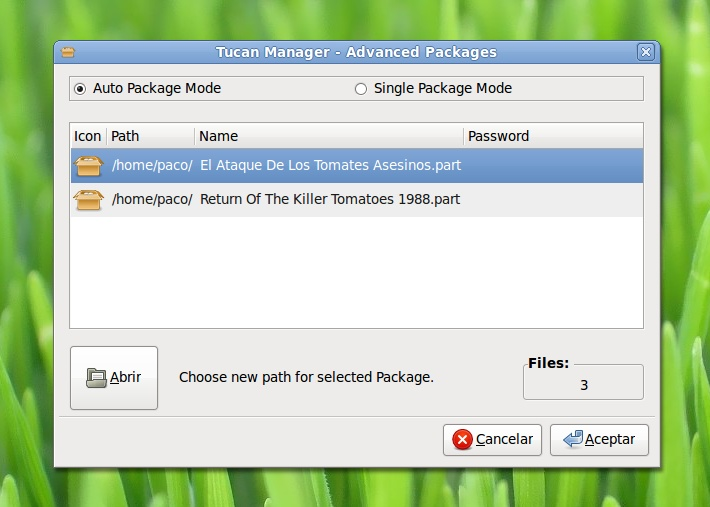 Tucan Manager - Advanced Packages
Auto Package Mode Single Package Mode
Icon Path Name Password
/home/paco/ El Ataque De Los Tomates Asesinos.part
/home/paco/ Return Of The Killer Tomatoes 1988.part
Files:
Abrir Choose new path for selected Package.
3
Cancelar Aceptar